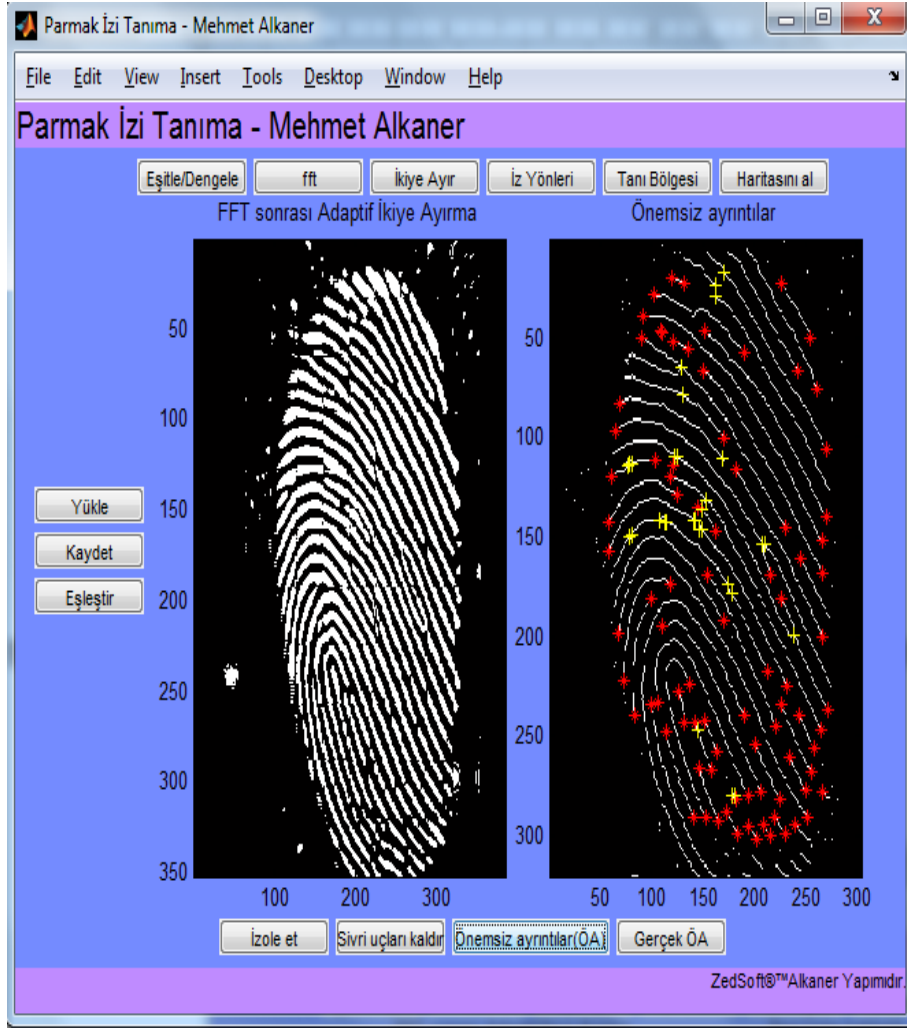 Parmak İzi Tanıma - Mehmet Alkaner
File Edit View Insert Tools Desktop Window Help
Parmak İzi Tanıma - Mehmet Alkaner
Eşitle/Dengele fft İkiye Ayır İz Yönleri Tanı Bölgesi Haritasını al
FFT sonrası Adaptif İkiye Ayırma
50
100
150
200
250
300
350
100 200 300
Önemsiz ayrıntılar
50
100
150
200
250
300
50 100 150 200 250 300
Yükle
Kaydet
Eşleştir
İzole et Sivri uçları kaldır Önemsiz ayrıntılar(ÖA) Gerçek ÖA
ZedSoft®™Alkaner Yapımıdır.